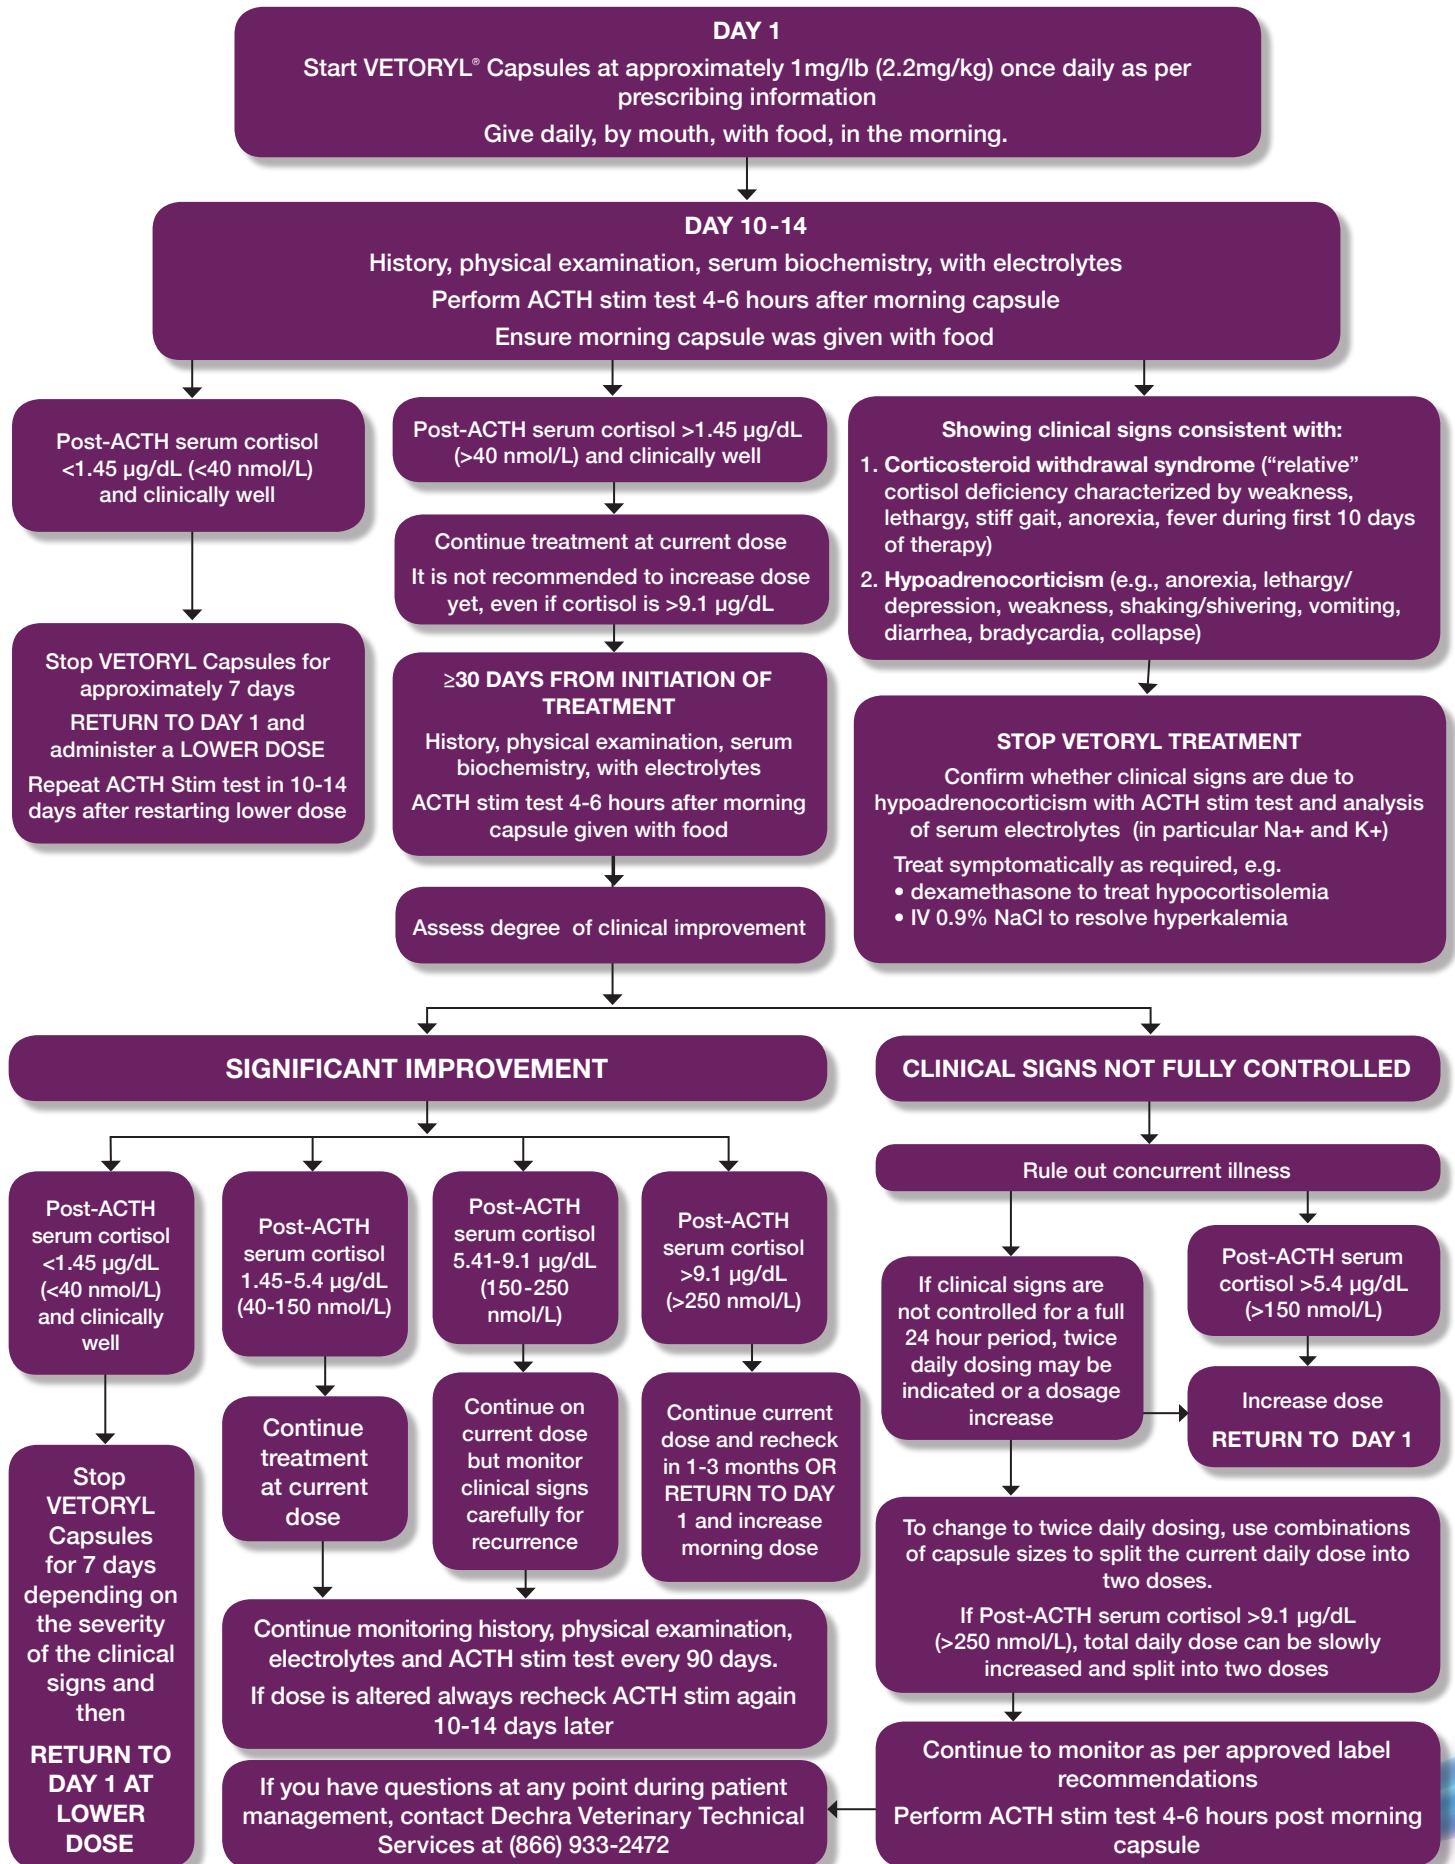 DAY 1
Start VETORYL® Capsules at approximately 1mg/lb (2.2mg/kg) once daily as per
prescribing information
Give daily, by mouth, with food, in the morning.
DAY 10-14
History, physical examination, serum biochemistry, with electrolytes
Perform ACTH stim test 4-6 hours after morning capsule
Ensure morning capsule was given with food
Post-ACTH serum cortisol
<1.45 µg/dL (<40 nmol/L)
and clinically well
Stop VETORYL Capsules for
approximately 7 days
RETURN TO DAY 1 and
administer a LOWER DOSE
Repeat ACTH Stim test in 10-14
days after restarting lower dose
Post-ACTH serum cortisol >1.45 µg/dL
(>40 nmol/L) and clinically well
Continue treatment at current dose
It is not recommended to increase dose
yet, even if cortisol is >9.1 µg/dL
≥30 DAYS FROM INITIATION OF
TREATMENT
History, physical examination, serum
biochemistry, with electrolytes
ACTH stim test 4-6 hours after morning
capsule given with food
Assess degree of clinical improvement
Showing clinical signs consistent with:
1. Corticosteroid withdrawal syndrome (“relative”
cortisol deficiency characterized by weakness,
lethargy, stiff gait, anorexia, fever during first 10 days
of therapy)
2. Hypoadrenocorticism (e.g., anorexia, lethargy/
depression, weakness, shaking/shivering, vomiting,
diarrhea, bradycardia, collapse)
STOP VETORYL TREATMENT
Confirm whether clinical signs are due to
hypoadrenocorticism with ACTH stim test and analysis
of serum electrolytes (in particular Na+ and K+)
Treat symptomatically as required, e.g.
• dexamethasone to treat hypocortisolemia
• IV 0.9% NaCl to resolve hyperkalemia
SIGNIFICANT IMPROVEMENT
Post-ACTH
serum cortisol
<1.45 µg/dL
(<40 nmol/L)
and clinically
well
Stop
VETORYL
Capsules
for 7 days
depending on
the severity
of the clinical
signs and
then
RETURN TO
DAY 1 AT
LOWER
DOSE
Post-ACTH
serum cortisol
1.45-5.4 µg/dL
(40-150 nmol/L)
Continue
treatment
at current
dose
Post-ACTH
serum cortisol
5.41-9.1 µg/dL
(150-250
nmol/L)
Continue on
current dose
but monitor
clinical signs
carefully for
recurrence
Post-ACTH
serum cortisol
>9.1 µg/dL
(>250 nmol/L)
Continue current
dose and recheck
in 1-3 months OR
RETURN TO DAY
1 and increase
morning dose
Continue monitoring history, physical examination,
electrolytes and ACTH stim test every 90 days.
If dose is altered always recheck ACTH stim again
10-14 days later
If you have questions at any point during patient
management, contact Dechra Veterinary Technical
Services at (866) 933-2472
CLINICAL SIGNS NOT FULLY CONTROLLED
Rule out concurrent illness
If clinical signs are
not controlled for a full
24 hour period, twice
daily dosing may be
indicated or a dosage
increase
Post-ACTH serum
cortisol >5.4 µg/dL
(>150 nmol/L)
Increase dose
RETURN TO DAY 1
To change to twice daily dosing, use combinations
of capsule sizes to split the current daily dose into
two doses.
If Post-ACTH serum cortisol >9.1 µg/dL
(>250 nmol/L), total daily dose can be slowly
increased and split into two doses
Continue to monitor as per approved label
recommendations
Perform ACTH stim test 4-6 hours post morning
capsule